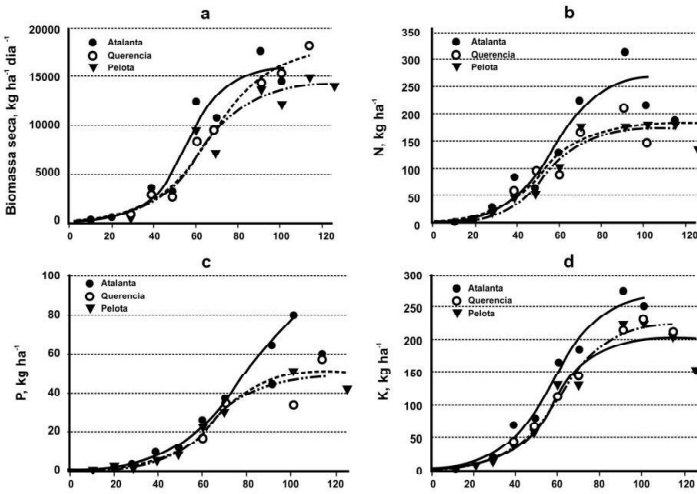 a
Biomassa seca, kg ha⁻¹ dia⁻¹
20000
15000
10000
5000
0
Atalanta
Querencia
Pelota
0 20 40 60 80 100 120
b
N, kg ha⁻¹
350
300
250
200
150
100
50
0
Atalanta
Querencia
Pelota
0 20 40 60 80 100 120
c
P, kg ha⁻¹
100
80
60
40
20
0
Atalanta
Querencia
Pelota
0 20 40 60 80 100 120
d
K, kg ha⁻¹
300
250
200
150
100
50
0
Atalanta
Querencia
Pelota
0 20 40 60 80 100 120